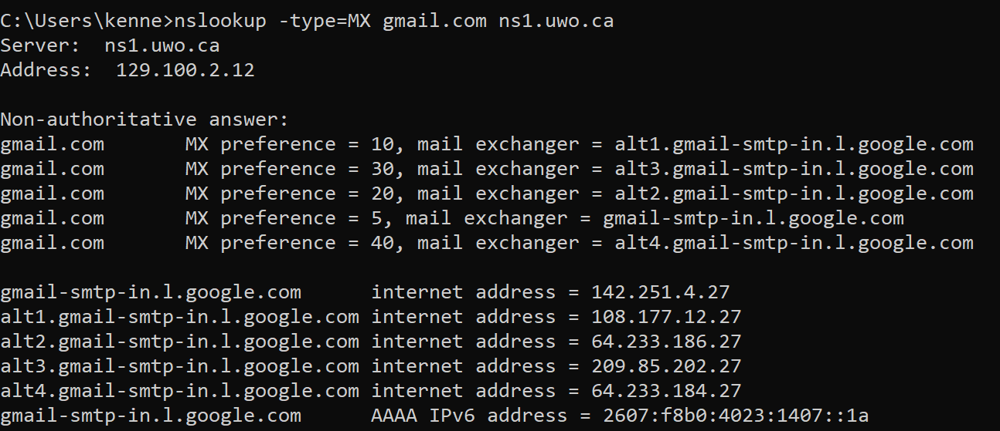 C:\Users\kenne>nslookup -type=MX gmail.com ns1.uwo.ca
Server:  ns1.uwo.ca
Address:  129.100.2.12

Non-authoritative answer:
gmail.com       MX preference = 10, mail exchanger = alt1.gmail-smtp-in.l.google.com
gmail.com       MX preference = 30, mail exchanger = alt3.gmail-smtp-in.l.google.com
gmail.com       MX preference = 20, mail exchanger = alt2.gmail-smtp-in.l.google.com
gmail.com       MX preference = 5, mail exchanger = gmail-smtp-in.l.google.com
gmail.com       MX preference = 40, mail exchanger = alt4.gmail-smtp-in.l.google.com

gmail-smtp-in.l.google.com      internet address = 142.251.4.27
alt1.gmail-smtp-in.l.google.com internet address = 108.177.12.27
alt2.gmail-smtp-in.l.google.com internet address = 64.233.186.27
alt3.gmail-smtp-in.l.google.com internet address = 209.85.202.27
alt4.gmail-smtp-in.l.google.com internet address = 64.233.184.27
gmail-smtp-in.l.google.com      AAAA IPv6 address = 2607:f8b0:4023:1407::1a